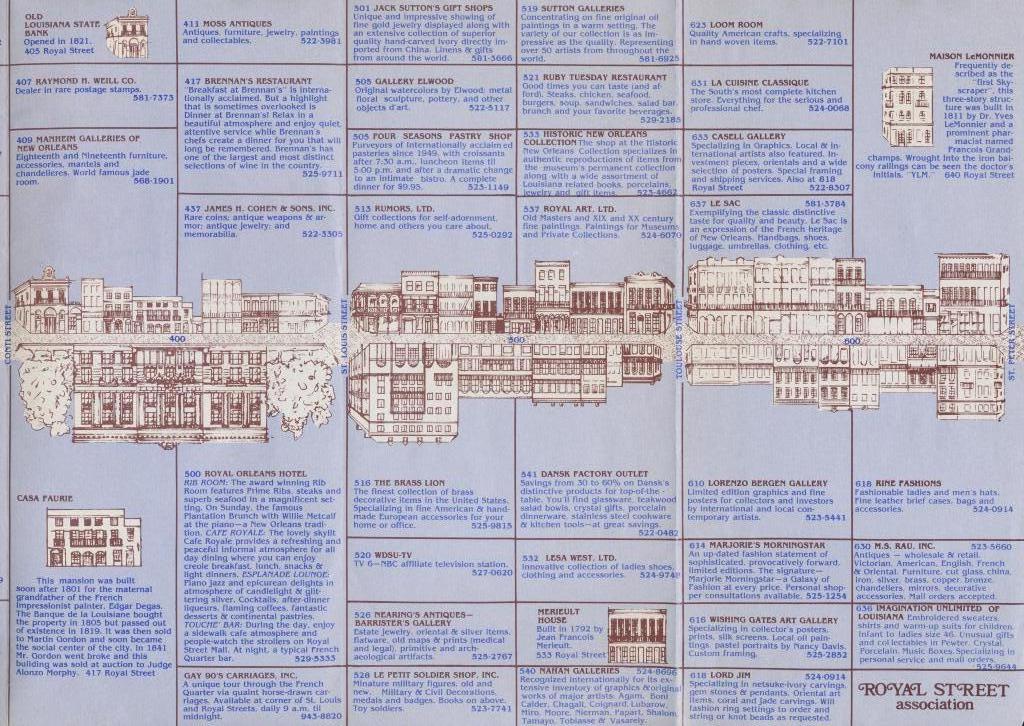 OLD
LOUISIANA STATE
BANK
Opened in 1821.
403 Royal Street
407 RAYMOND H. WEILL CO.
Dealer in rare postage stamps.
581-7373
409 MANHEIM GALLERIES OF
NEW ORLEANS
Eighteenth and Nineteenth furniture,
accessories, mantels and
chandelieres. World famous jade
room. 568-1901
411 MOSS ANTIQUES
Antiques, furniture, jewelry, paintings
and collectables. 522-3981
417 BRENNAN'S RESTAURANT
"Breakfast at Brennan's" is interna-
tionally acclaimed. But a highlight
that is sometimes overlooked is
Dinner at Brennan's! Relax in a
beautiful atmosphere and enjoy quiet,
attentive service while Brennan's
chefs create a dinner for you that will
long be remembered. Brennan's has
one of the largest and most distinct
selections of wine in the country.
525-9711
437 JAMES H. COHEN & SONS, INC.
Rare coins; antique weapons & ar-
mor; antique jewelry; and
memorabilia. 522-3305
501 JACK SUTTON'S GIFT SHOPS
Unique and impressive showing of
fine gold jewelry displayed along with
an extensive collection of superior
quality hand-carved ivory directly im-
ported from China. Linens & gifts
from around the world. 581-3666
505 GALLERY ELWOOD
Original watercolors by Elwood; metal
floral sculpture, pottery, and other
objects d'art. 522-5117
505 FOUR SEASONS PASTRY SHOP
Purveyors of Internationally acclaimed
pasteries since 1949, with croissants
after 7:30 a.m., luncheon items till
5:00 p.m. and after a dramatic change
to an intimate bistro. A complete
dinner for $9.95. 523-1149
513 RUMORS, LTD.
Gift collections for self-adornment,
home and others you care about.
525-0292
519 SUTTON GALLERIES
Concentrating on fine original oil
paintings in a warm setting. The
variety of our collection is as im-
pressive as the quality. Representing
over 50 artists from throughout the
world. 581-6925
521 RUBY TUESDAY RESTAURANT
Good times you can taste (and af-
ford). Steaks, chicken, seafood,
burgers, soup, sandwiches, salad bar,
brunch and your favorite beverages.
529-2185
533 HISTORIC NEW ORLEANS
COLLECTION The shop at the Historic
New Orleans Collection specializes in
authentic reproductions of items from
the museum's permanent collection
along with a wide assortment of
Louisiana related books, porcelains,
jewelry and gift items. 523-4662
537 ROYAL ART, LTD.
Old Masters and XIX and XX century
fine paintings. Paintings for Museums
and Private Collections. 524-6070
623 LOOM ROOM
Quality American crafts, specializing
in hand woven items. 522-7101
631 LA CUISINE CLASSIQUE
The South's most complete kitchen
store. Everything for the serious and
professional chef. 524-0068
633 CASELL GALLERY
Specializing in Graphics. Local & In-
ternational artists also featured. In-
vestment pieces, orientals and a wide
selection of posters. Special framing
and shipping services. Also at 818
Royal Street 522-8307
637 LE SAC 581-3784
Exemplifying the classic distinctive
taste for quality and beauty, Le Sac is
an expression of the French heritage
of New Orleans. Handbags, shoes,
luggage, umbrellas, clothing, etc.
MAISON LeMONNIER
Frequently de-
scribed as the
"first Sky-
scraper", this
three-story struc-
ture was built in
1811 by Dr. Yves
LeMonnier and a
prominent phar-
macist named
Francois Grand-
champs. Wrought into the iron bal-
cony railings can be seen the doctor's
initials, "YLM." 640 Royal Street
CONTI STREET
400
ST. LOUIS STREET
500
TOULOUSE STREET
600
ST. PETER STREET
CASA FAURIE
This mansion was built
soon after 1801 for the maternal
grandfather of the French
impressionist painter, Edgar Degas.
The Banque de la Louisiane bought
the property in 1805 but passed out
of existence in 1819. It was then sold
to Martin Gordon and soon became
the social center of the city. In 1841
Mr. Gordon went broke and this
building was sold at auction to Judge
Alonzo Morphy. 417 Royal Street
500 ROYAL ORLEANS HOTEL
RIB ROOM: The award winning Rib
Room features Prime Ribs, steaks and
superb seafood in a magnificent set-
ting. On Sunday, the famous
Plantation Brunch with Willie Metcalf
at the piano—a New Orleans tradi-
tion. CAFE ROYALE: The lovely skylit
Cafe Royale provides a refreshing and
peaceful informal atmosphere for all
day dining where you can enjoy
creole breakfast, lunch, snacks &
light dinners. ESPLANADE LOUNGE:
Piano jazz and epicurean delights in
atmosphere of candlelight & glit-
tering silver. Cocktails, after-dinner
liqueurs, flaming coffees, fantastic
desserts & continental pastries.
TOUCHE' BAR: During the day, enjoy
a sidewalk cafe atmosphere and
people-watch the strollers on Royal
Street Mall. At night, a typical French
Quarter bar. 529-5333
GAY 90'S CARRIAGES, INC.
A unique tour through the French
Quarter via quaint horse-drawn car-
riages. Available at corner of St. Louis
and Royal Streets, daily 9 a.m. til
midnight. 943-8820
516 THE BRASS LION
The finest collection of brass
decorative items in the United States.
Specializing in fine American & hand-
made European accessories for your
home or office. 525-9815
520 WDSU-TV
TV 6—NBC affiliate television station.
527-0620
526 NEARING'S ANTIQUES—
BARRISTER'S GALLERY
Estate jewelry, oriental & silver items,
flatware, old maps & prints (medical
and legal), primitive and arch-
aeological artifacts. 525-2767
528 LE PETIT SOLDIER SHOP, INC.
Minature military figures, old and
new. Military & Civil Decorations,
medals and badges. Books on above.
Toy soldiers. 523-7741
541 DANSK FACTORY OUTLET
Savings from 30 to 60% on Dansk's
distinctive products for top-of-the-
table. You'll find glassware, teakwood
salad bowls, crystal gifts, porcelain
dinnerware, stainless steel cookware
& kitchen tools—at great savings.
522-0482
532 LESA WEST, LTD.
Innovative collection of ladies shoes,
clothing and accessories. 524-9748
MERIEULT
HOUSE
Built in 1792 by
Jean Francois
Merieult.
533 Royal Street
540 NAHAN GALLERIES 524-8696
Recognized internationally for its ex-
tensive inventory of graphics & original
works of major artists: Agam, Boni,
Calder, Chagall, Coignard, Lubarow,
Miro, Moore, Nierman, Papart, Shalom,
Tamayo, Tobiasse & Vasarely.
610 LORENZO BERGEN GALLERY
Limited edition graphics and fine
posters for collectors and investors
by international and local con-
temporary artists. 523-5441
614 MARJORIE'S MORNINGSTAR
An up-dated fashion statement of
sophisticated, provocatively forward,
limited editions. The signature—
Marjorie Morningstar—a Galaxy of
Fashion at every price. Personal shop-
per consultations available. 525-1254
616 WISHING GATES ART GALLERY
Specializing in collector's posters,
prints, silk screens. Local oil pain-
tings, pastel portraits by Nancy Davis.
Custom framing. 525-2852
618 LORD JIM 524-0914
Specializing in netsuke-ivory carvings,
gem stones & pendants. Oriental art
items, coral and jade carvings. Will
fashion ring settings to order and
string or knot beads as requested.
618 RINE FASHIONS
Fashionable ladies and men's hats.
Fine leather brief cases, bags and
accessories. 524-0914
630 M.S. RAU, INC. 523-5660
Antiques — wholesale & retail.
Victorian, American, English, French
& Oriental. Furniture, cut glass, china,
iron, silver, brass, copper, bronze,
chandeliers, mirrors, decorative
accessories. Mail orders accepted.
636 IMAGINATION UNLIMITED OF
LOUISIANA Embroidered sweaters,
shirts and warm-up suits for children.
Infant to ladies size 46. Unusual gifts
and collectables in Pewter, Crystal,
Porcelain, Music Boxes. Specializing in
personal service and mail orders.
525-9644
ROYAL STREET
association